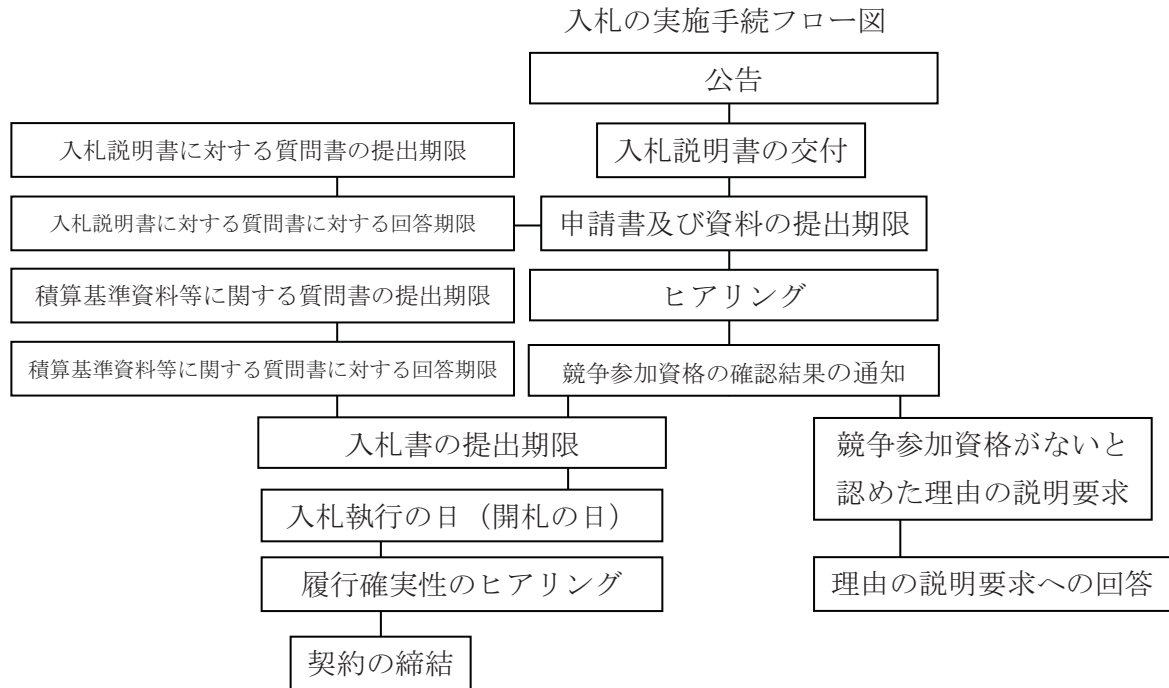 入札の実施手続フロー図
公告
入札説明書に対する質問書の提出期限
入札説明書の交付
入札説明書に対する質問書に対する回答期限
申請書及び資料の提出期限
積算基準資料等に関する質問書の提出期限
ヒアリング
積算基準資料等に関する質問書に対する回答期限
競争参加資格の確認結果の通知
入札書の提出期限
競争参加資格がないと
認めた理由の説明要求
入札執行の日（開札の日）
履行確実性のヒアリング
理由の説明要求への回答
契約の締結